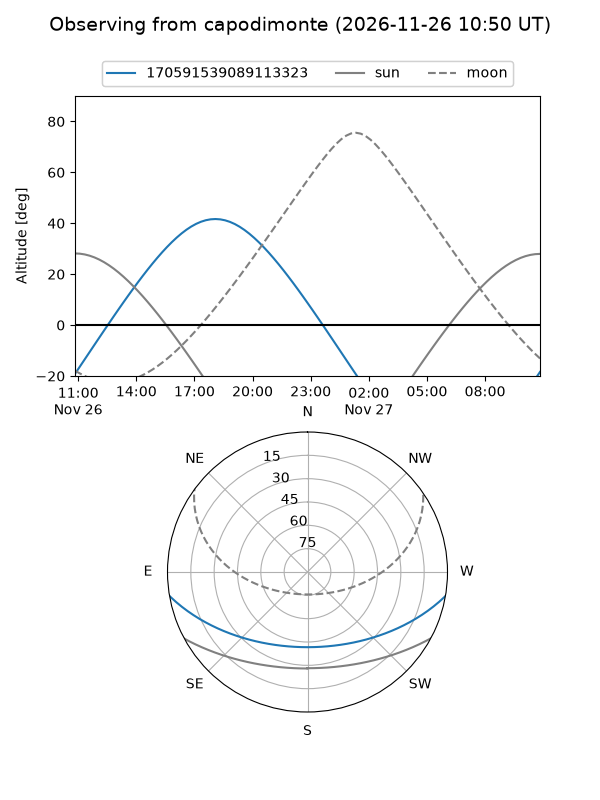 Observing from capodimonte (2026-11-26 10:50 UT)
170591539089113323 sun moon
80
60
40
20
0
−20
Altitude [deg]
11:00 14:00 17:00 20:00 23:00 02:00 05:00 08:00
Nov 26 Nov 27
N
NE NW
15
30
45
60
75
E W
SE SW
S